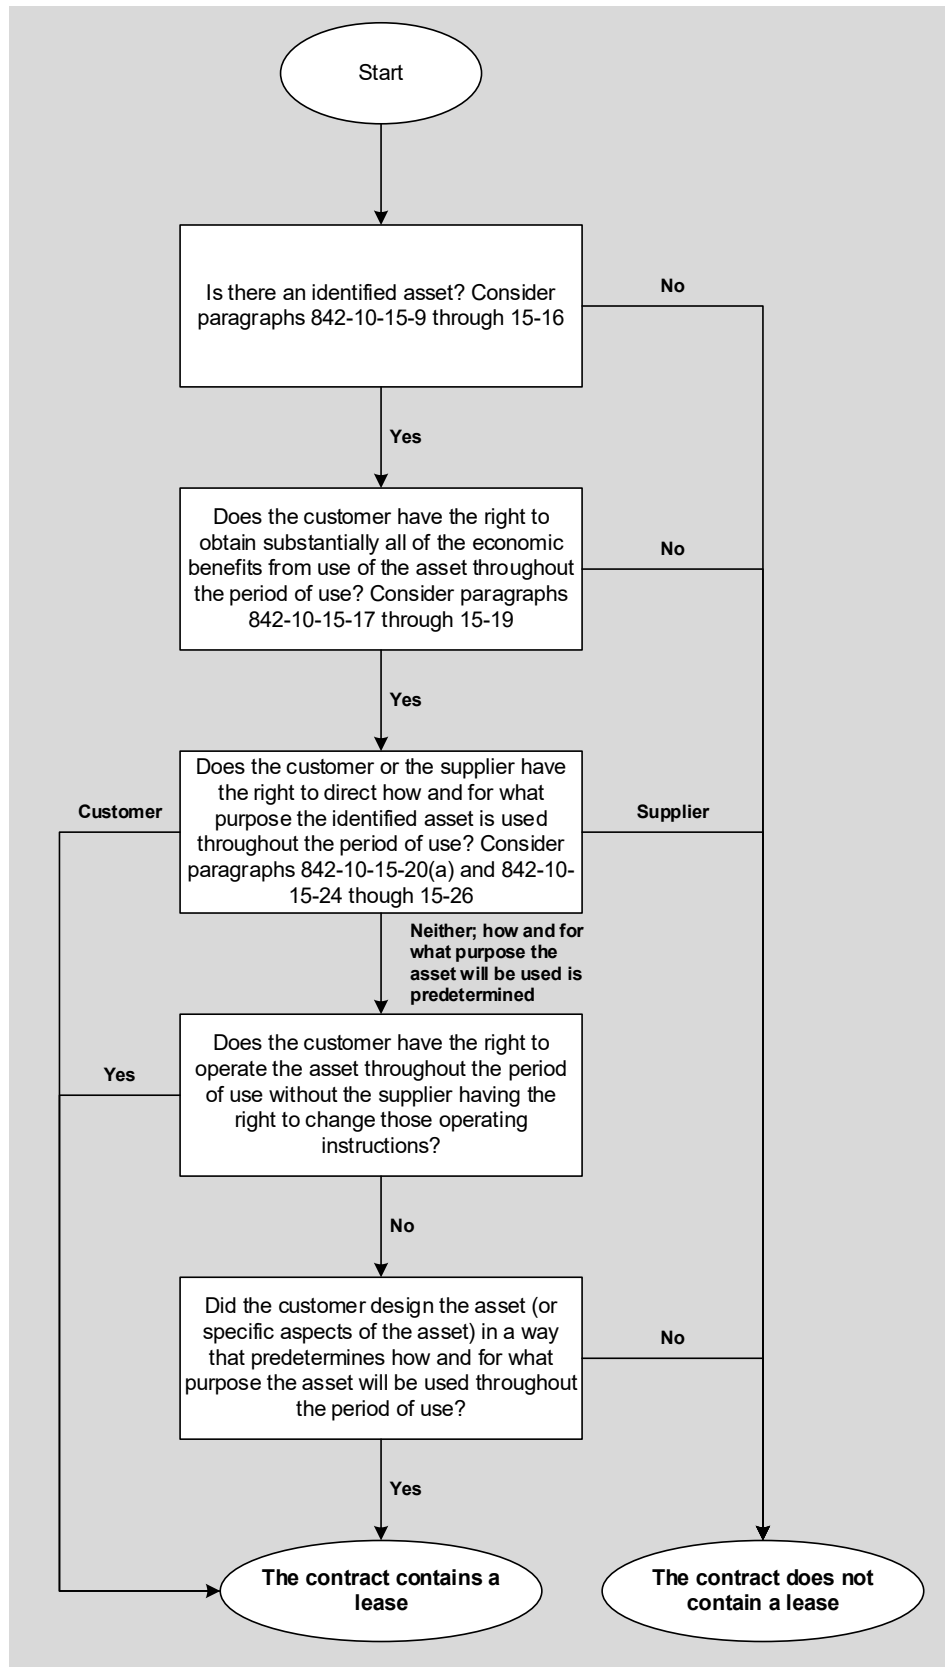 Start
Is there an identified asset? Consider
paragraphs 842-10-15-9 through 15-16
No
Yes
Does the customer have the right to
obtain substantially all of the economic
benefits from use of the asset throughout
the period of use? Consider paragraphs
842-10-15-17 through 15-19
No
Yes
Does the customer or the supplier have
the right to direct how and for what
purpose the identified asset is used
throughout the period of use? Consider
paragraphs 842-10-15-20(a) and 842-10-
15-24 though 15-26
Customer
Supplier
Neither; how and for
what purpose the
asset will be used is
predetermined
Does the customer have the right to
operate the asset throughout the period
of use without the supplier having the
right to change those operating
instructions?
Yes
No
Did the customer design the asset (or
specific aspects of the asset) in a way
that predetermines how and for what
purpose the asset will be used throughout
the period of use?
No
Yes
The contract contains a
lease
The contract does not
contain a lease